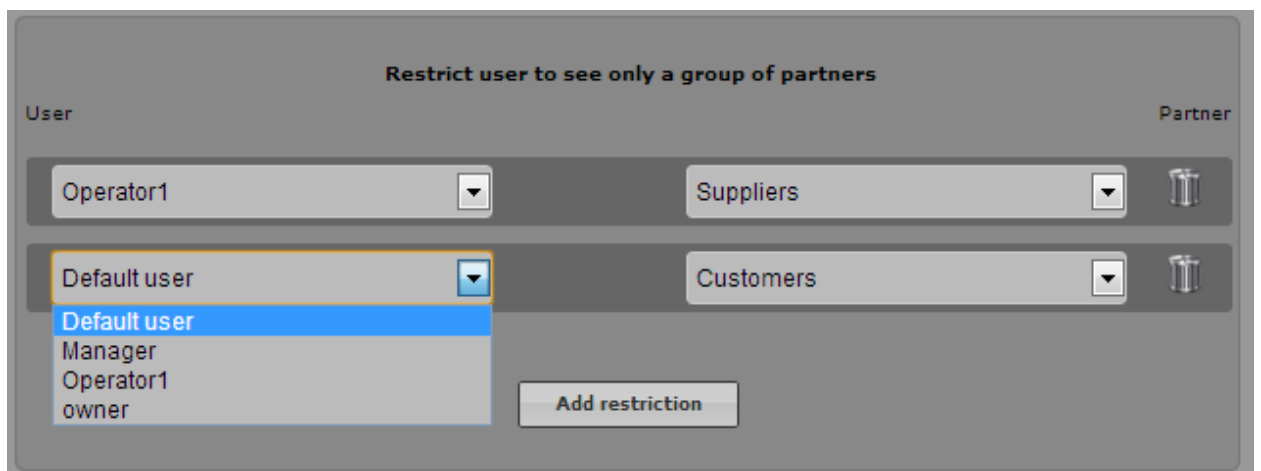 Restrict user to see only a group of partners
User Partner
Operator1 Suppliers
Default user Customers
Default user
Manager
Operator1
owner
Add restriction